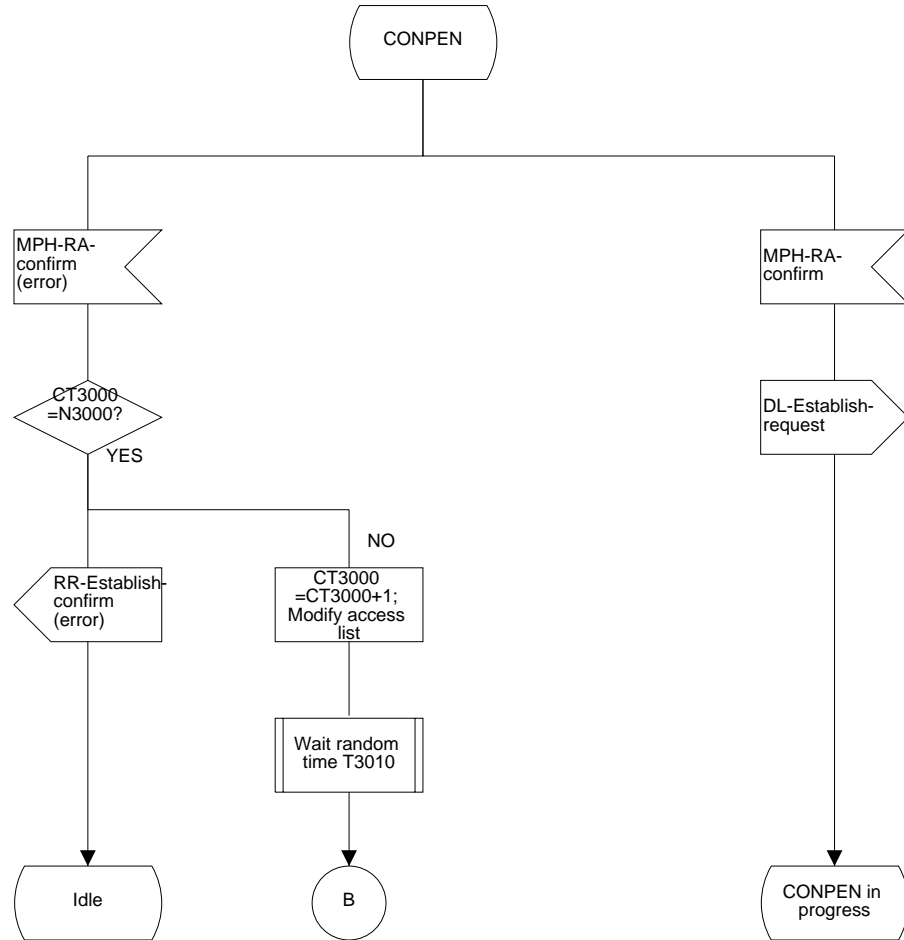 CONPEN
MPH-RA-
confirm
(error)
MPH-RA-
confirm
CT3000
=N3000?
DL-Establish-
request
YES
NO
RR-Establish-
confirm
(error)
CT3000
=CT3000+1;
Modify access
list
Wait random
time T3010
Idle
B
CONPEN in
progress